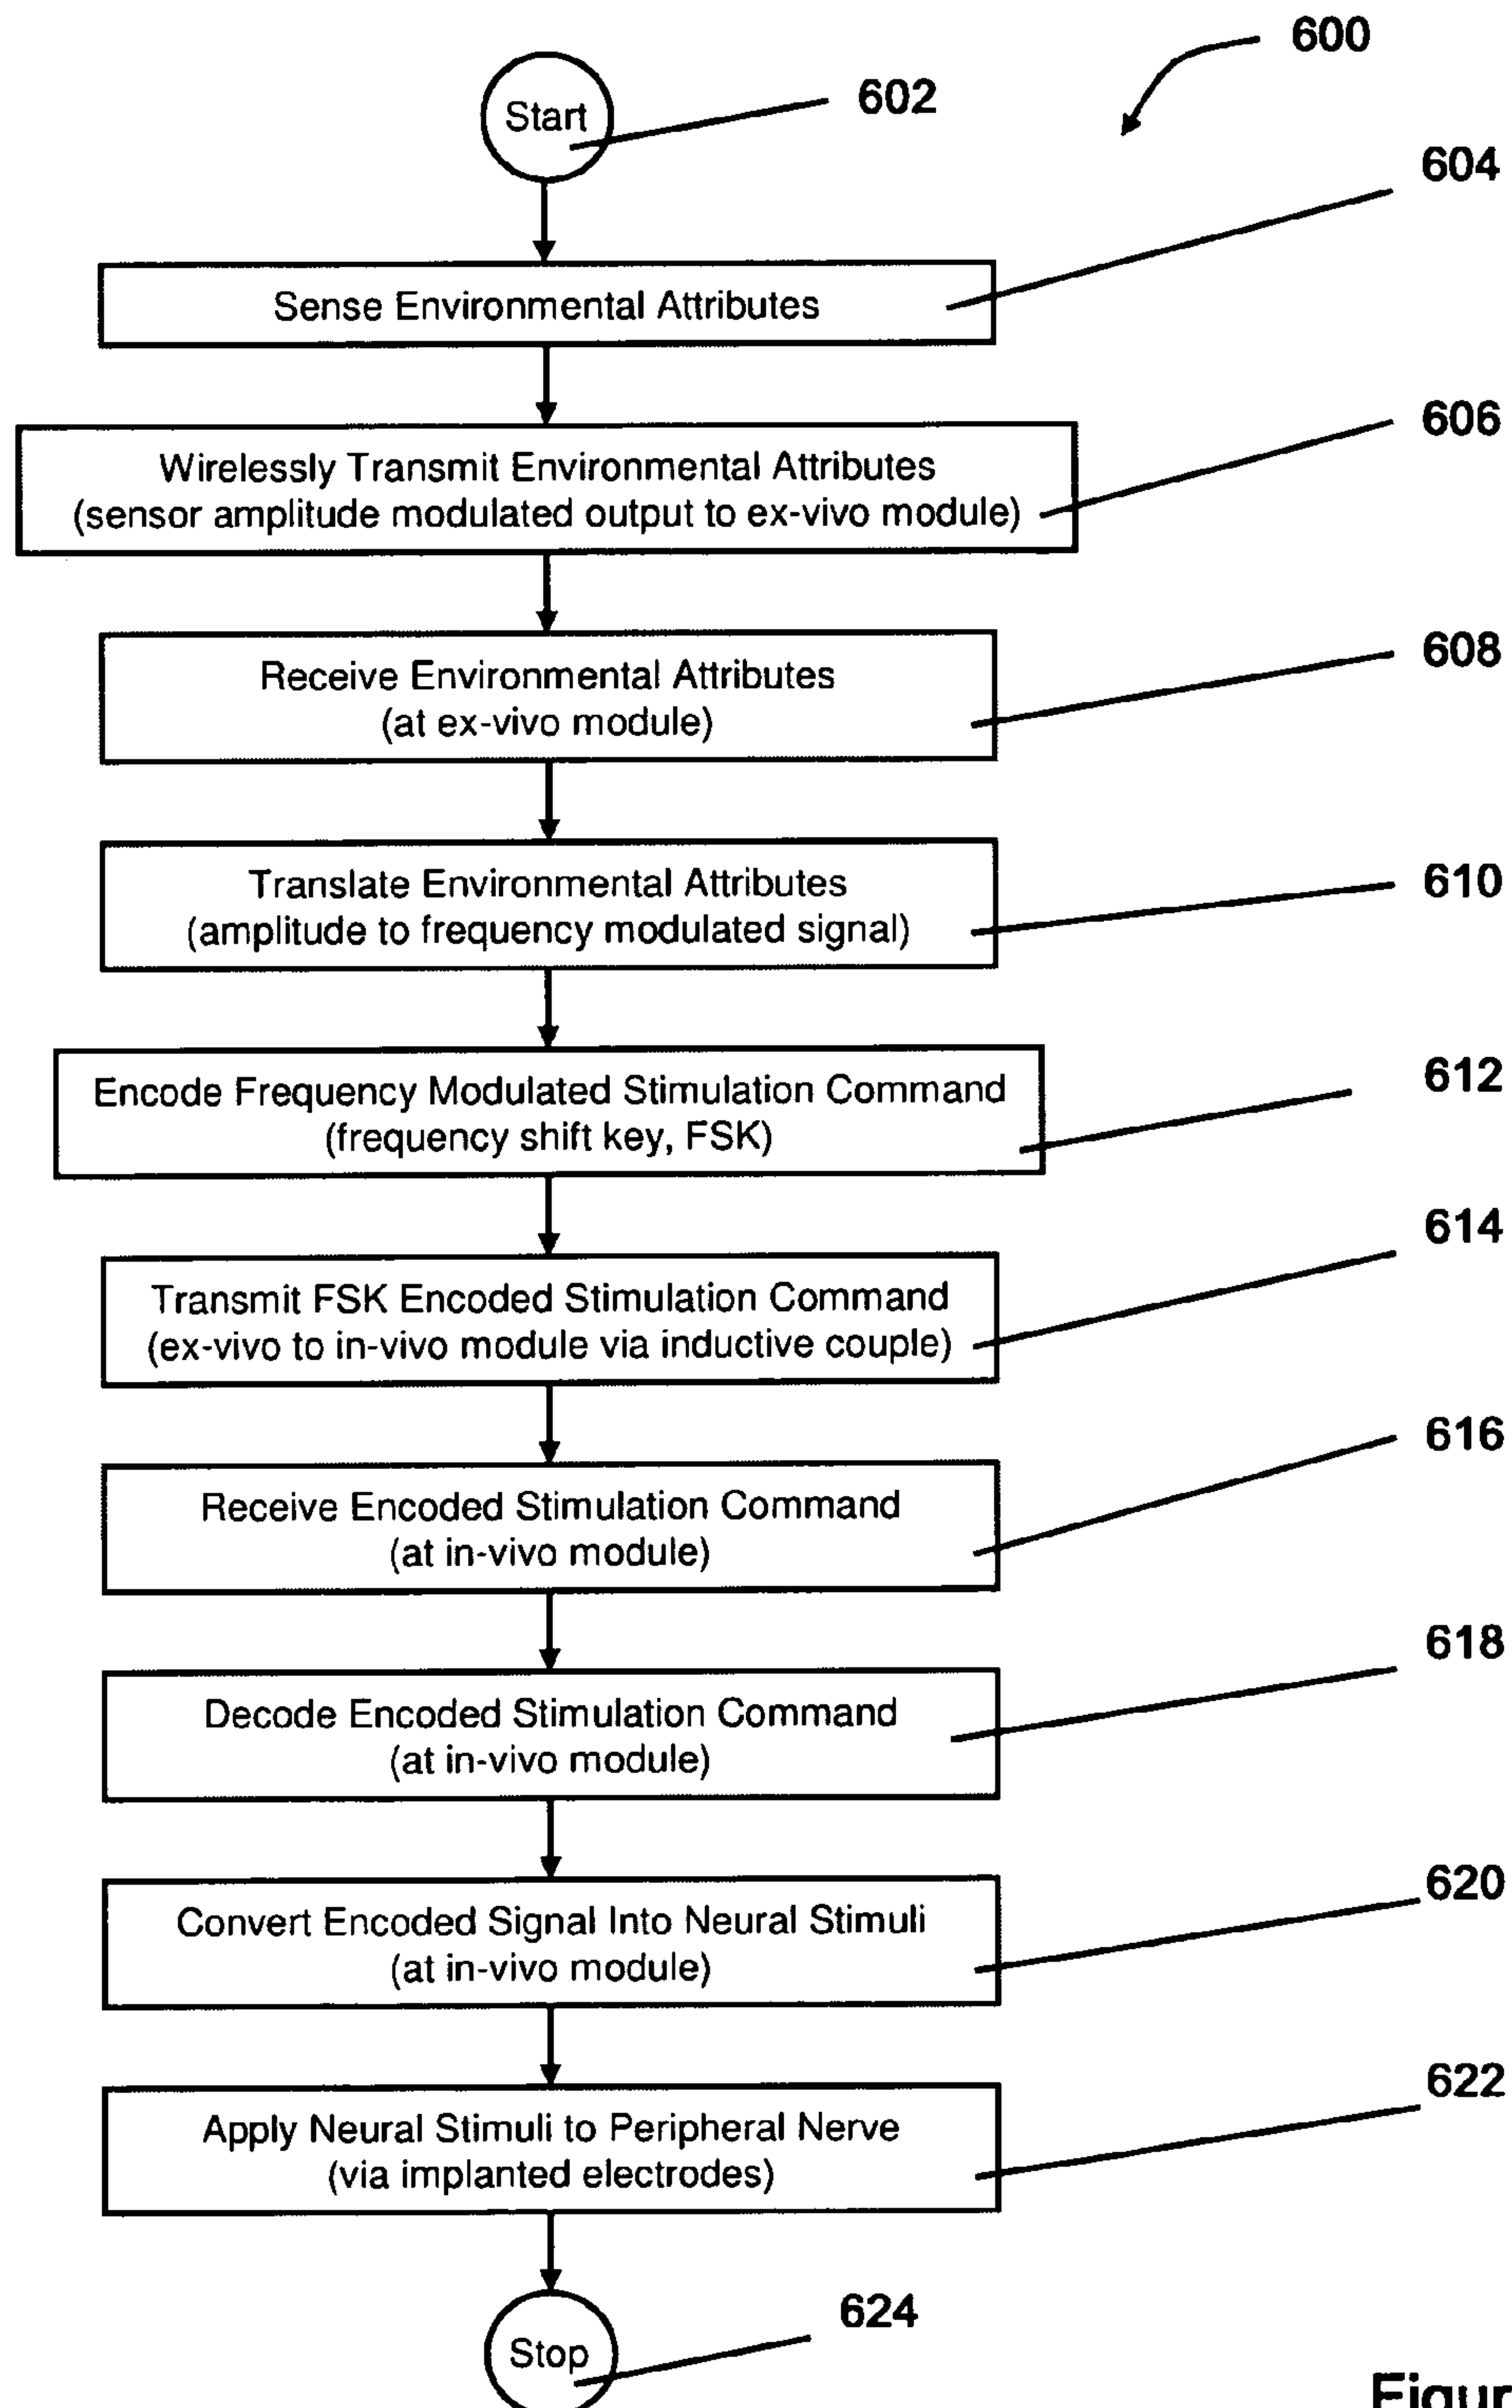 600
Start
602
604
Sense Environmental Attributes
606
Wirelessly Transmit Environmental Attributes
(sensor amplitude modulated output to ex-vivo module)
608
Receive Environmental Attributes
(at ex-vivo module)
610
Translate Environmental Attributes
(amplitude to frequency modulated signal)
612
Encode Frequency Modulated Stimulation Command
(frequency shift key, FSK)
614
Transmit FSK Encoded Stimulation Command
(ex-vivo to in-vivo module via inductive couple)
616
Receive Encoded Stimulation Command
(at in-vivo module)
618
Decode Encoded Stimulation Command
(at in-vivo module)
620
Convert Encoded Signal Into Neural Stimuli
(at in-vivo module)
622
Apply Neural Stimuli to Peripheral Nerve
(via implanted electrodes)
624
Stop